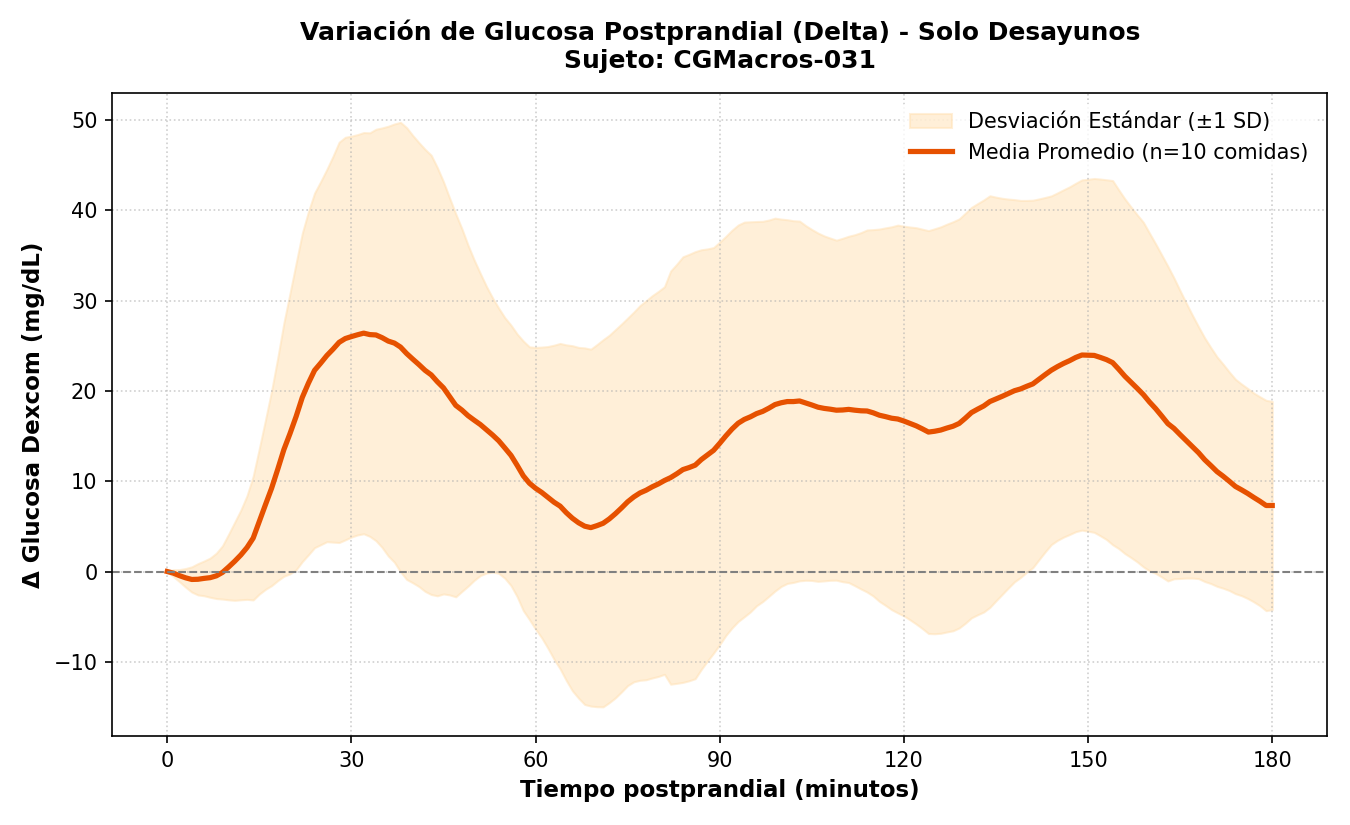 Variación de Glucosa Postprandial (Delta) - Solo Desayunos
Sujeto: CGMacros-031
Desviación Estándar (±1 SD)
Media Promedio (n=10 comidas)
Δ Glucosa Dexcom (mg/dL)
50
40
30
20
10
0
−10
0 30 60 90 120 150 180
Tiempo postprandial (minutos)